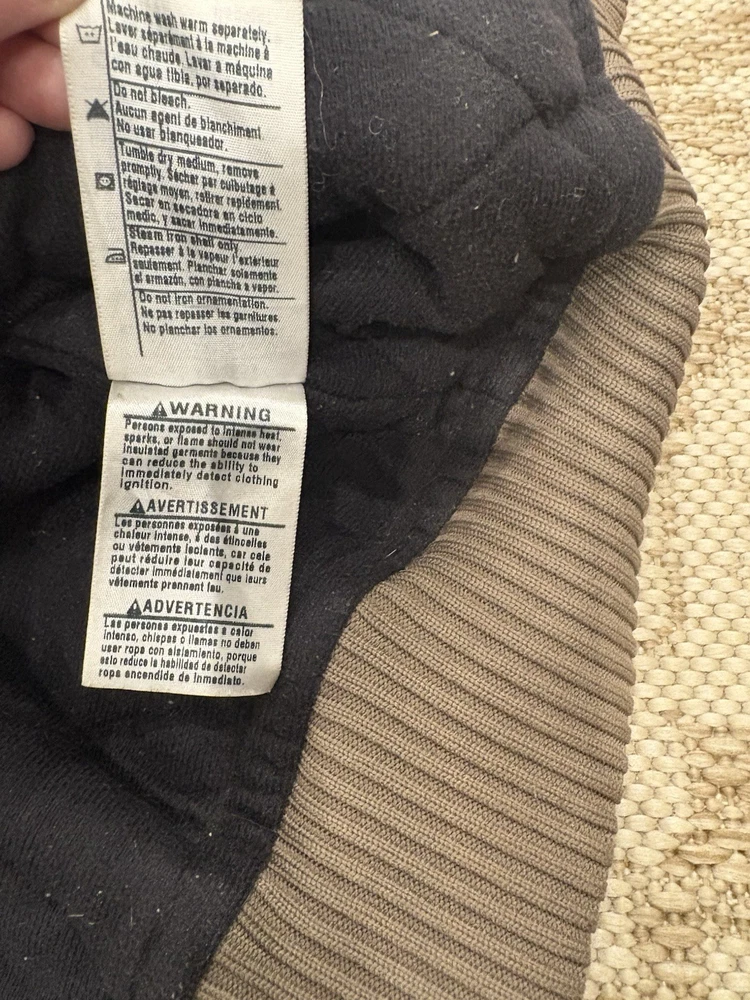 Machine wash warm separately.
Laver séparément à la machine à
l'eau chaude. Lavar a máquina
con agua tibia, por separado.
Do not bleach.
Aucun agent de blanchiment.
No usar blanqueador.
Tumble dry medium, remove
promptly. Sécher par culbutage à
réglage moyen, retirer rapidement.
Secar en secadora en ciclo
medio, y sacar inmediatamente.
Steam iron shell only.
Repasser à la vapeur l'extérieur
seulement. Planchar solamente
el armazón, con plancha a vapor.
Do not iron ornamentation.
Ne pas repasser les garnitures.
No planchar los ornamentos.
WARNING
Persons exposed to intense heat,
sparks, or flame should not wear
insulated garments because they
can reduce the ability to
immediately detect clothing
ignition.
AVERTISSEMENT
Les personnes exposées à une
chaleur intense, à des étincelles
ou vêtements isolants, car cela
peut réduire leur capacité de
détecter immédiatement que leurs
vêtements prennent feu.
ADVERTENCIA
Las personas expuestas a calor
intenso, chispas o llamas no deben
usar ropa con aislamiento, porque
esto reduce la habilidad de detectar
ropa encendida de inmediato.